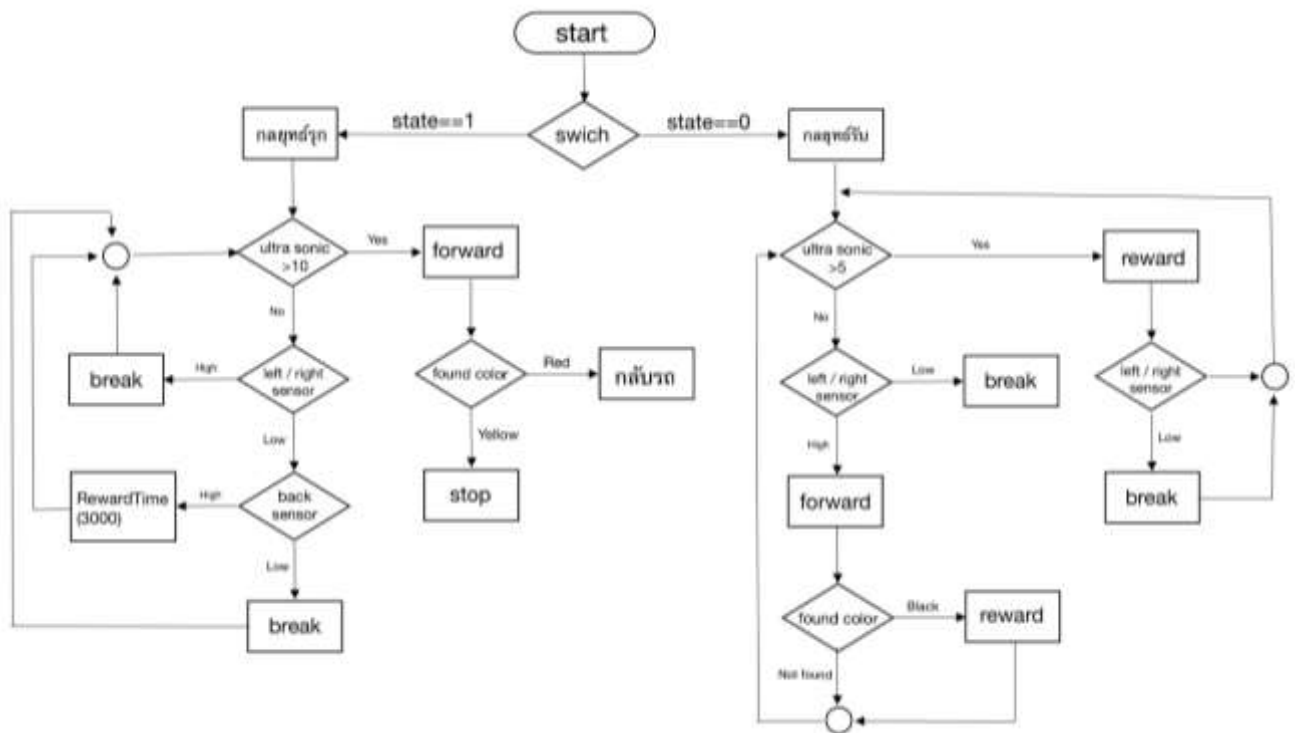 start
swich
state==1
state==0
กลยุทธ์รุก
กลยุทธ์รับ
ultra sonic
>10
Yes
forward
No
left / right
sensor
High
break
Low
back
sensor
High
RewardTime
(3000)
Low
break
found color
Red
กลับรถ
Yellow
stop
ultra sonic
>5
Yes
reward
No
left / right
sensor
Low
break
High
forward
found color
Black
reward
Not found
left / right
sensor
Low
break